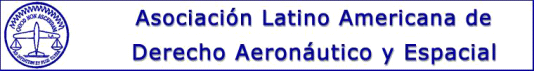 Asociación Latino Americana de
Derecho Aeronáutico y Espacial